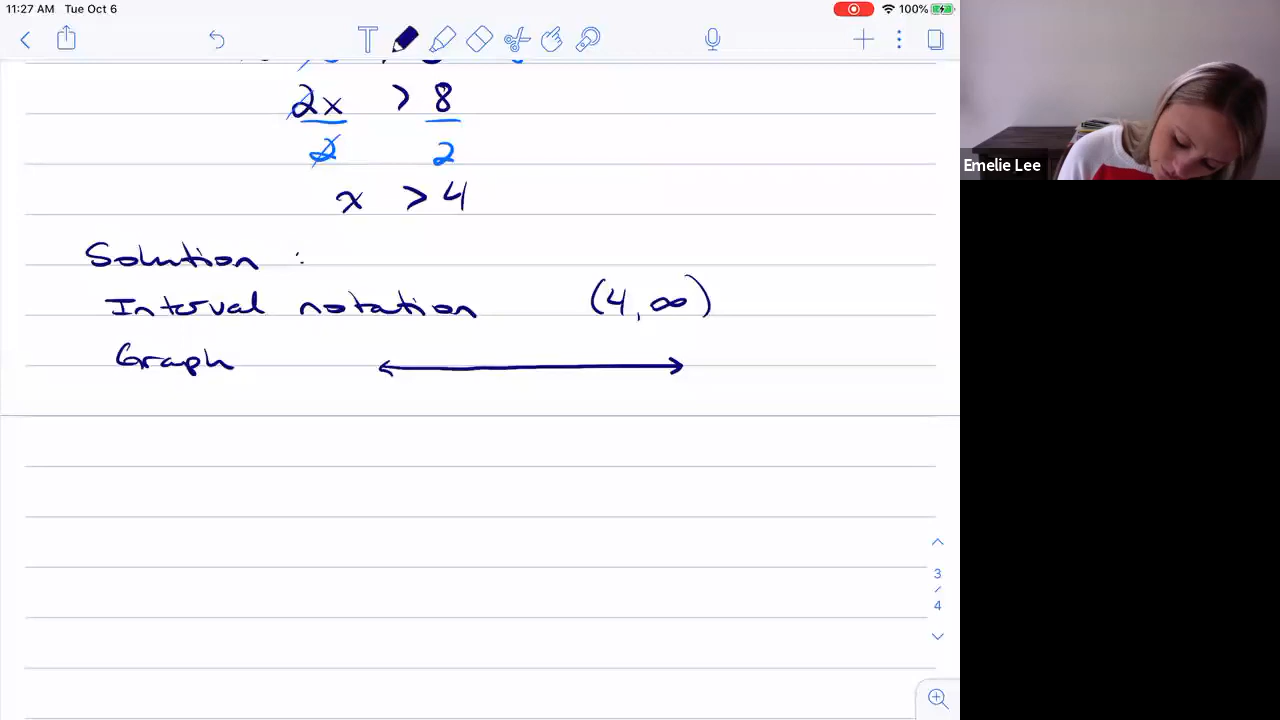 11:27 AM Tue Oct 6
100%
T
2x > 8
2 2
x > 4
Solution :
Interval notation (4, ∞)
Graph
3
/
4
Emelie Lee